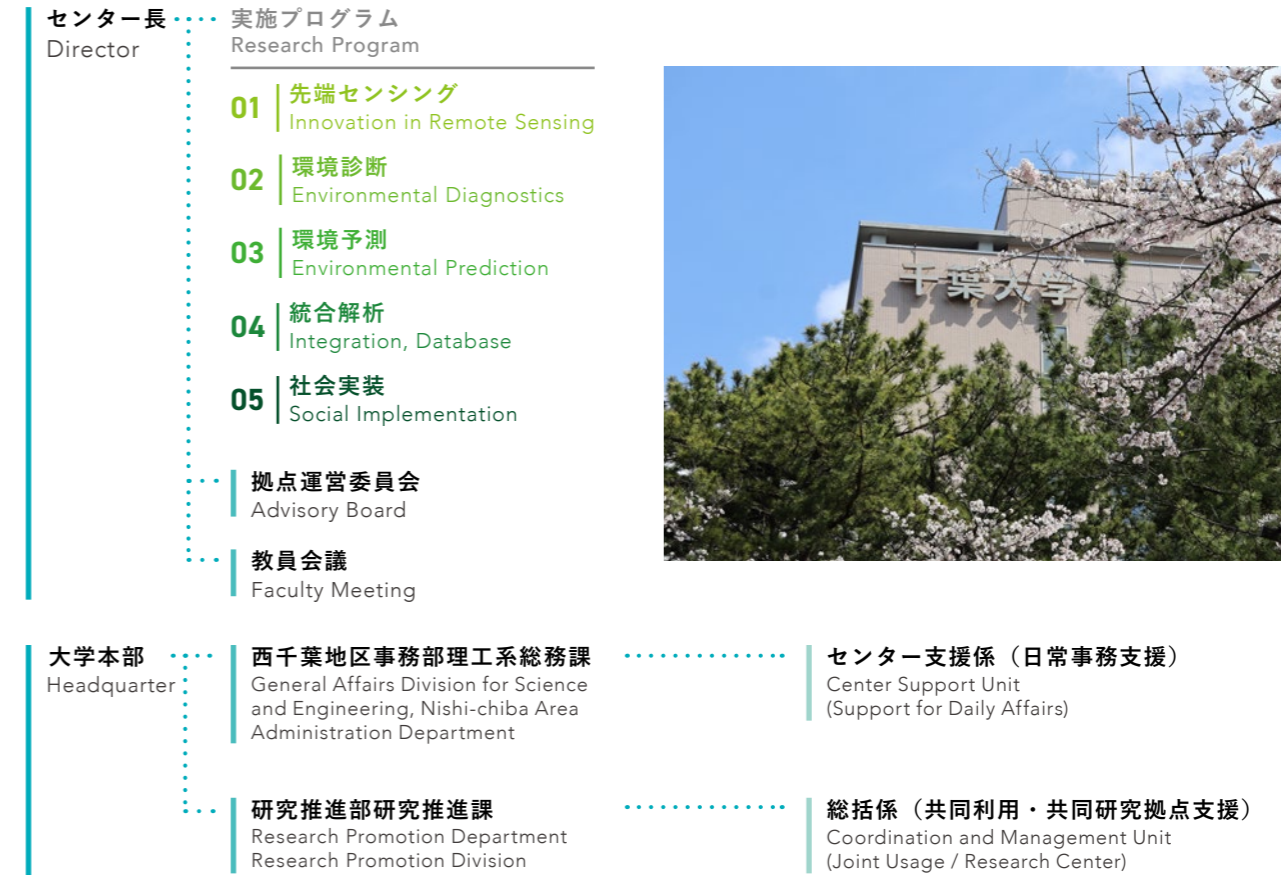 センター長
Director
実施プログラム
Research Program
01
先端センシング
Innovation in Remote Sensing
02
環境診断
Environmental Diagnostics
03
環境予測
Environmental Prediction
04
統合解析
Integration, Database
05
社会実装
Social Implementation
拠点運営委員会
Advisory Board
教員会議
Faculty Meeting
千葉大学
大学本部
Headquarter
西千葉地区事務部理工系総務課
General Affairs Division for Science
and Engineering, Nishi-chiba Area
Administration Department
センター支援係（日常事務支援）
Center Support Unit
(Support for Daily Affairs)
研究推進部研究推進課
Research Promotion Department
Research Promotion Division
総括係（共同利用・共同研究拠点支援）
Coordination and Management Unit
(Joint Usage / Research Center)